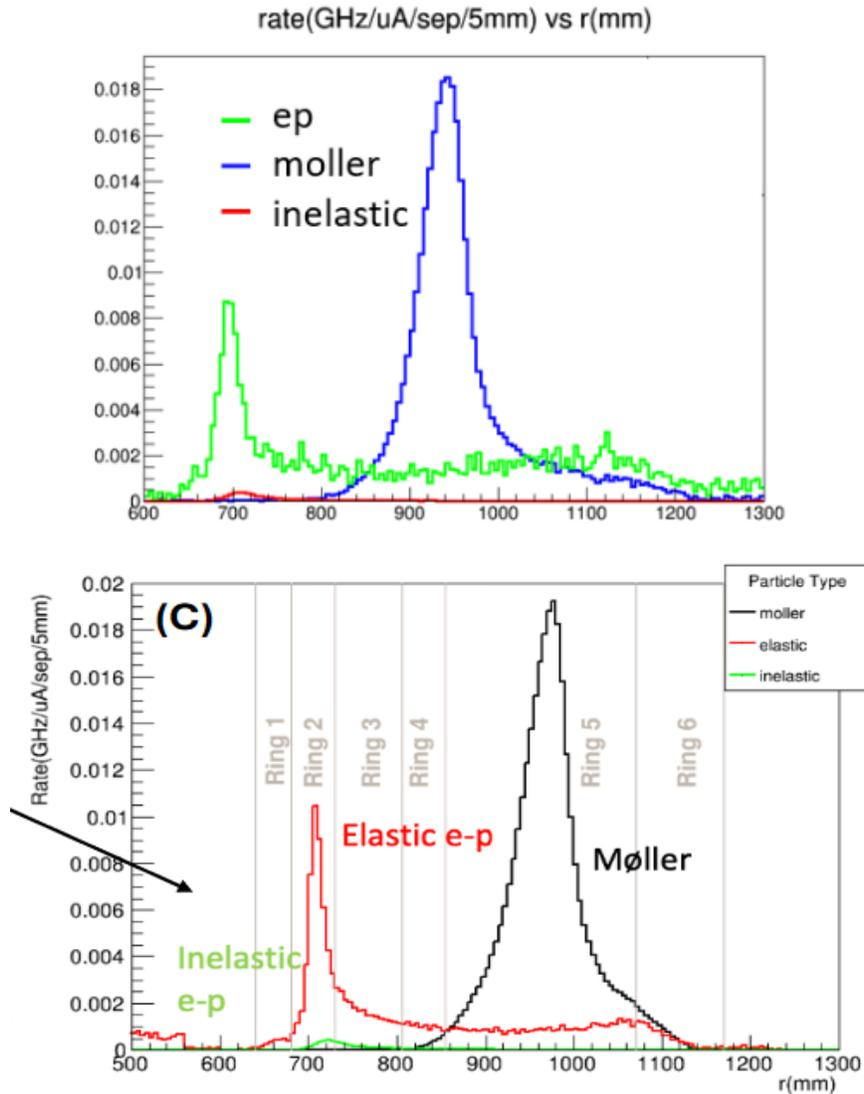 rate(GHz/uA/sep/5mm) vs r(mm)
0.018
0.016
0.014
0.012
0.01
0.008
0.006
0.004
0.002
0
ep
moller
inelastic
600 700 800 900 1000 1100 1200 1300
Rate(GHz/uA/sep/5mm)
0.02
0.018
0.016
0.014
0.012
0.01
0.008
0.006
0.004
0.002
0
(C)
Particle Type
moller
elastic
inelastic
Ring 1
Ring 2
Ring 3
Ring 4
Ring 5
Ring 6
Elastic e-p
Møller
Inelastic
e-p
500 600 700 800 900 1000 1100 1200 1300
r(mm)